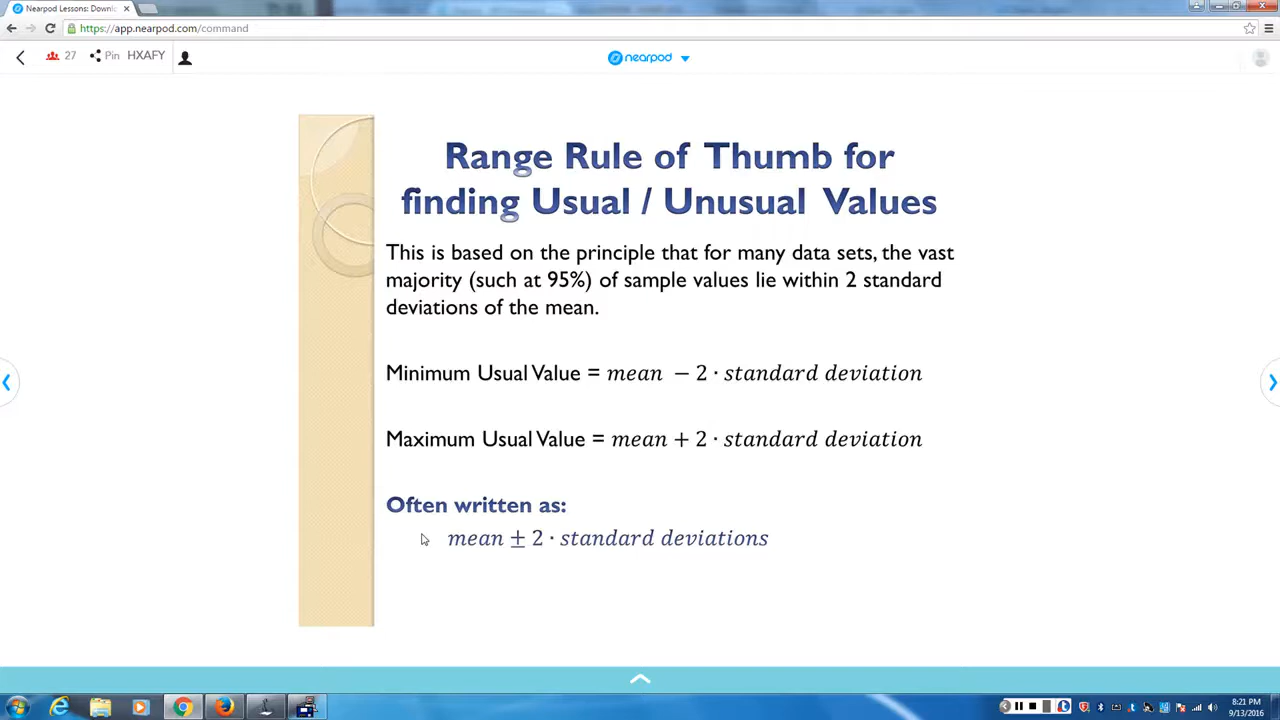 Nearpod Lessons: Downl
https://app.nearpod.com/command
27 Pin HXAFY
nearpod
Range Rule of Thumb for
finding Usual / Unusual Values
This is based on the principle that for many data sets, the vast
majority (such at 95%) of sample values lie within 2 standard
deviations of the mean.
Minimum Usual Value = mean − 2 · standard deviation
Maximum Usual Value = mean + 2 · standard deviation
Often written as:
mean ± 2 · standard deviations
8:21 PM
9/13/2016